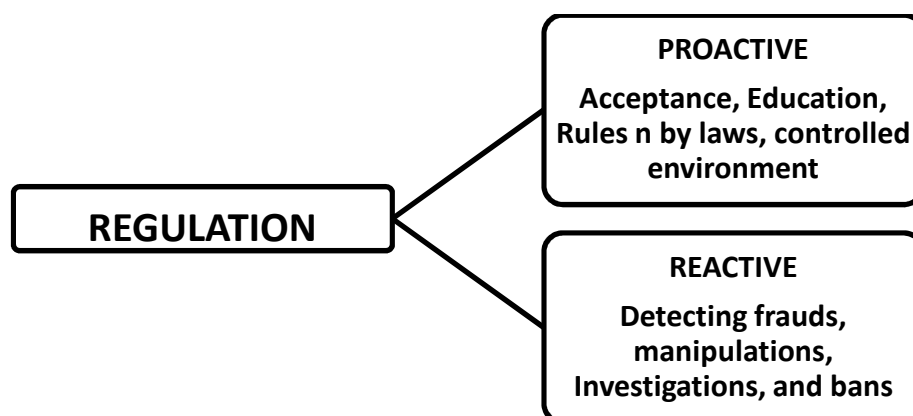 PROACTIVE
Acceptance, Education,
Rules n by laws, controlled
environment
REGULATION
REACTIVE
Detecting frauds,
manipulations,
Investigations, and bans